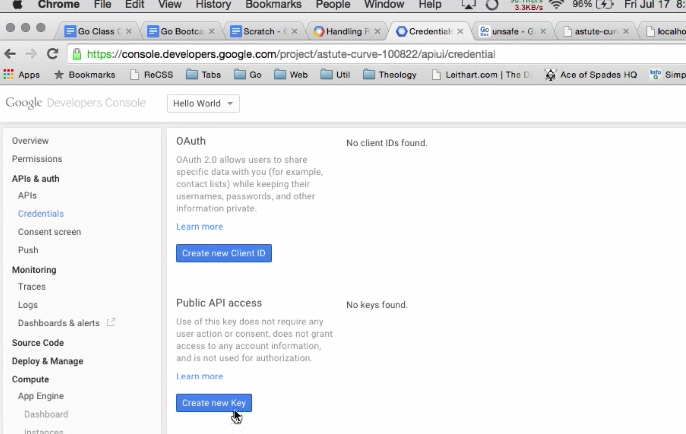 Chrome File Edit View History Bookmarks People Window Help 3.3KB/s 96% Fri Jul 17
Go Class Go Bootca Scratch - Handling F Credentials unsafe - G astute-cur localho
https://console.developers.google.com/project/astute-curve-100822/apiui/credential
Apps Bookmarks ReCSS Tabs Go Web Util Theology Leithart.com | The D Ace of Spades HQ Simp
Google Developers Console Hello World
Overview
Permissions
APIs & auth
APIs
Credentials
Consent screen
Push
Monitoring
Traces
Logs
Dashboards & alerts
Source Code
Deploy & Manage
Compute
App Engine
Dashboard
Instances
OAuth
OAuth 2.0 allows users to share
specific data with you (for example,
contact lists) while keeping their
usernames, passwords, and other
information private.
Learn more
Create new Client ID
No client IDs found.
Public API access
Use of this key does not require any
user action or consent, does not grant
access to any account information,
and is not used for authorization.
Learn more
Create new Key
No keys found.